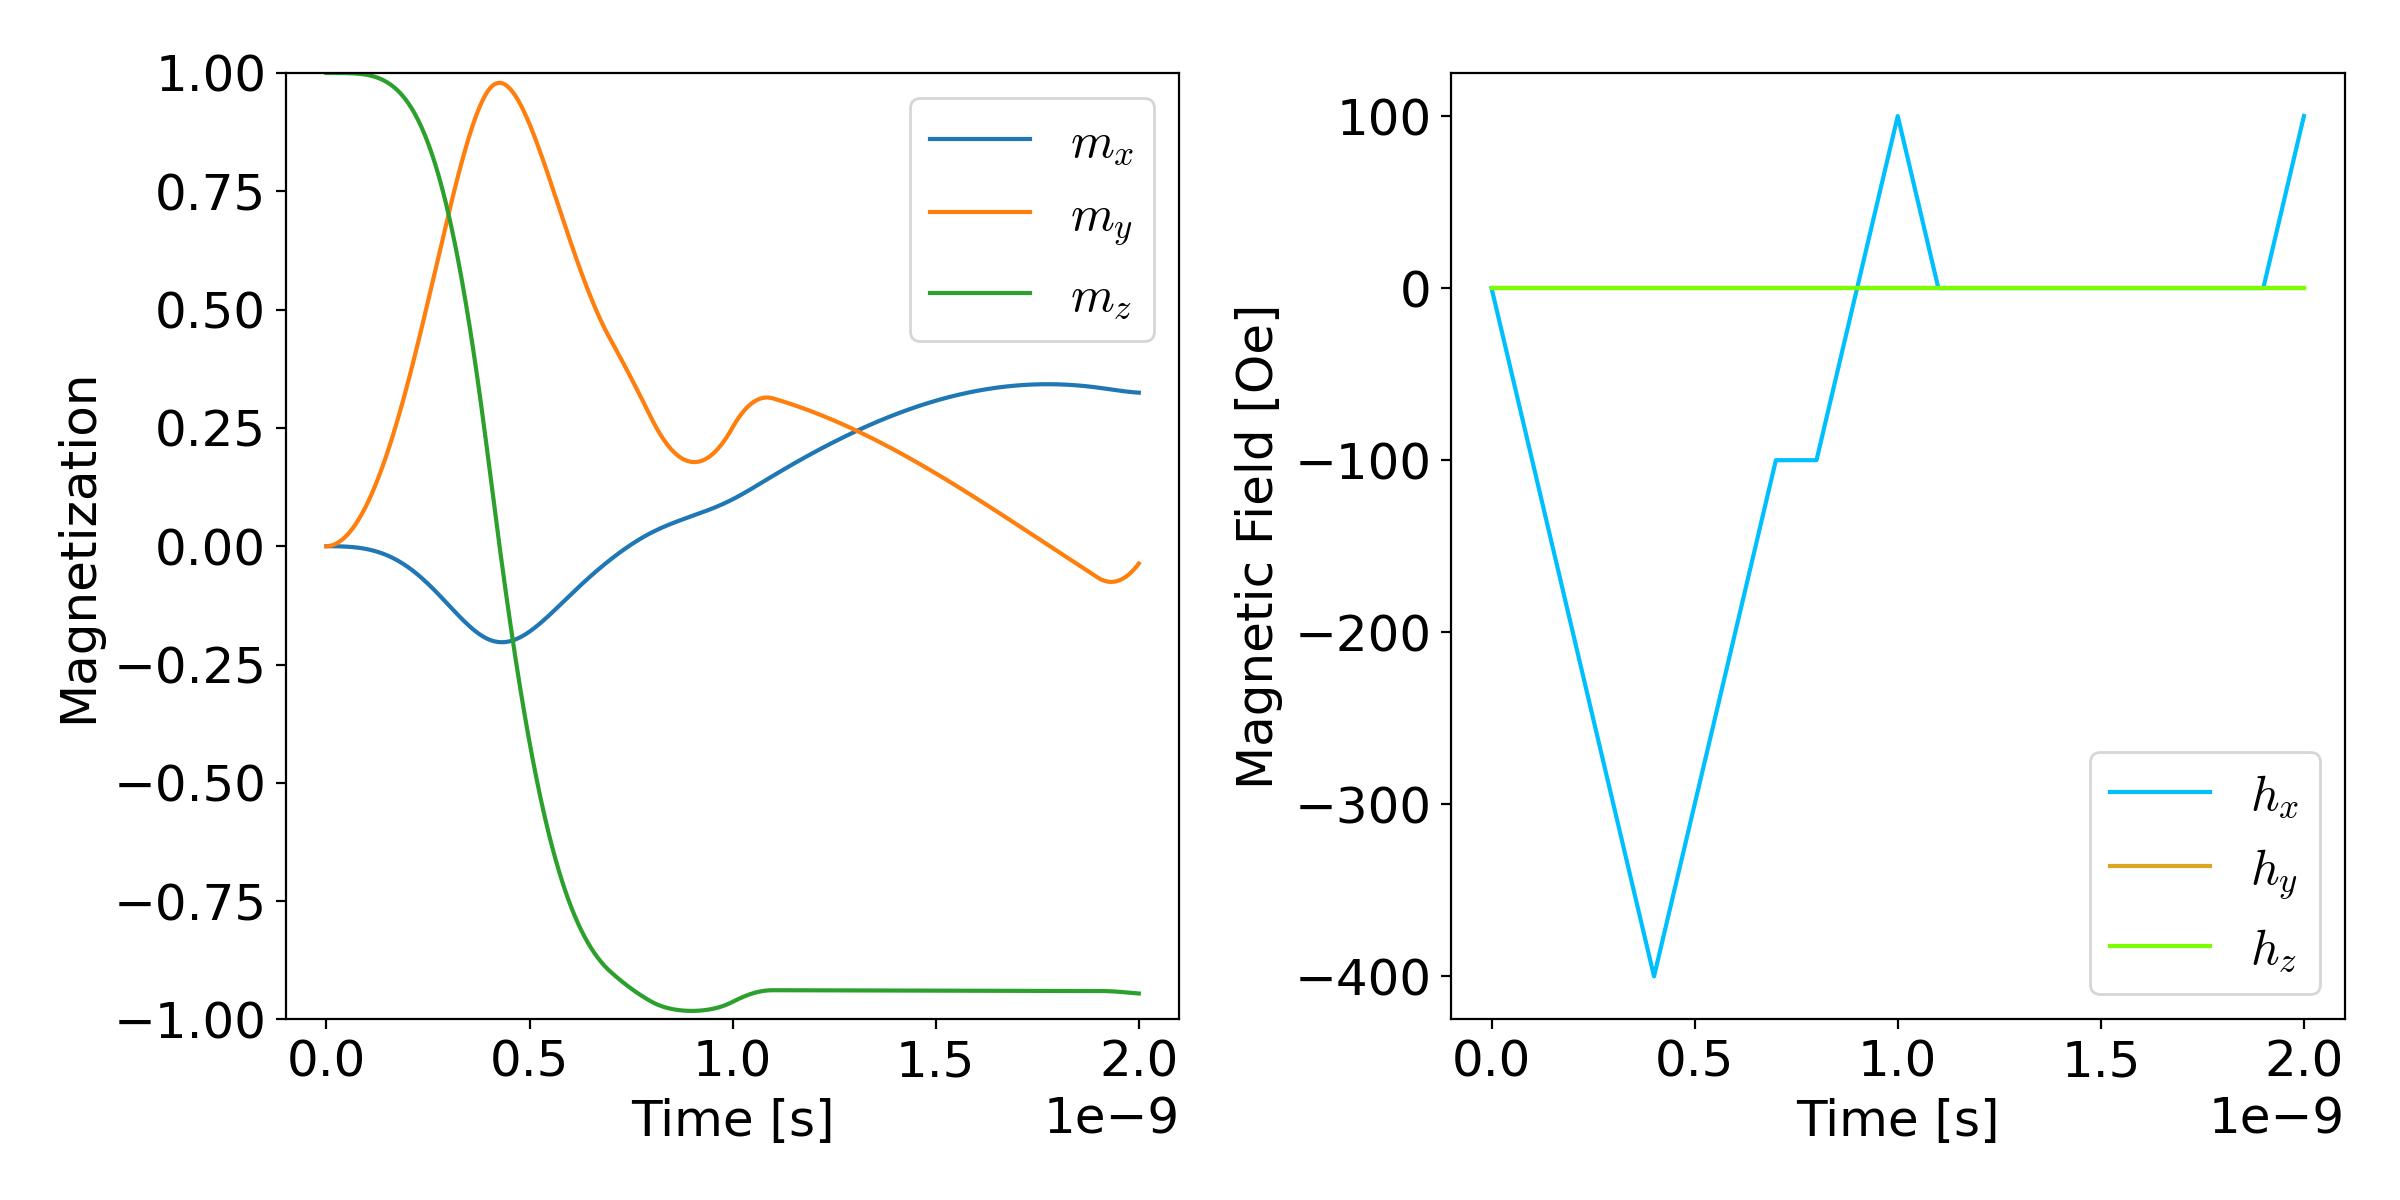 Magnetization
1.00
0.75
0.50
0.25
0.00
−0.25
−0.50
−0.75
−1.00
0.0 0.5 1.0 1.5 2.0
Time [s]
1e−9
m_x
m_y
m_z
Magnetic Field [Oe]
100
0
−100
−200
−300
−400
0.0 0.5 1.0 1.5 2.0
Time [s]
1e−9
h_x
h_y
h_z